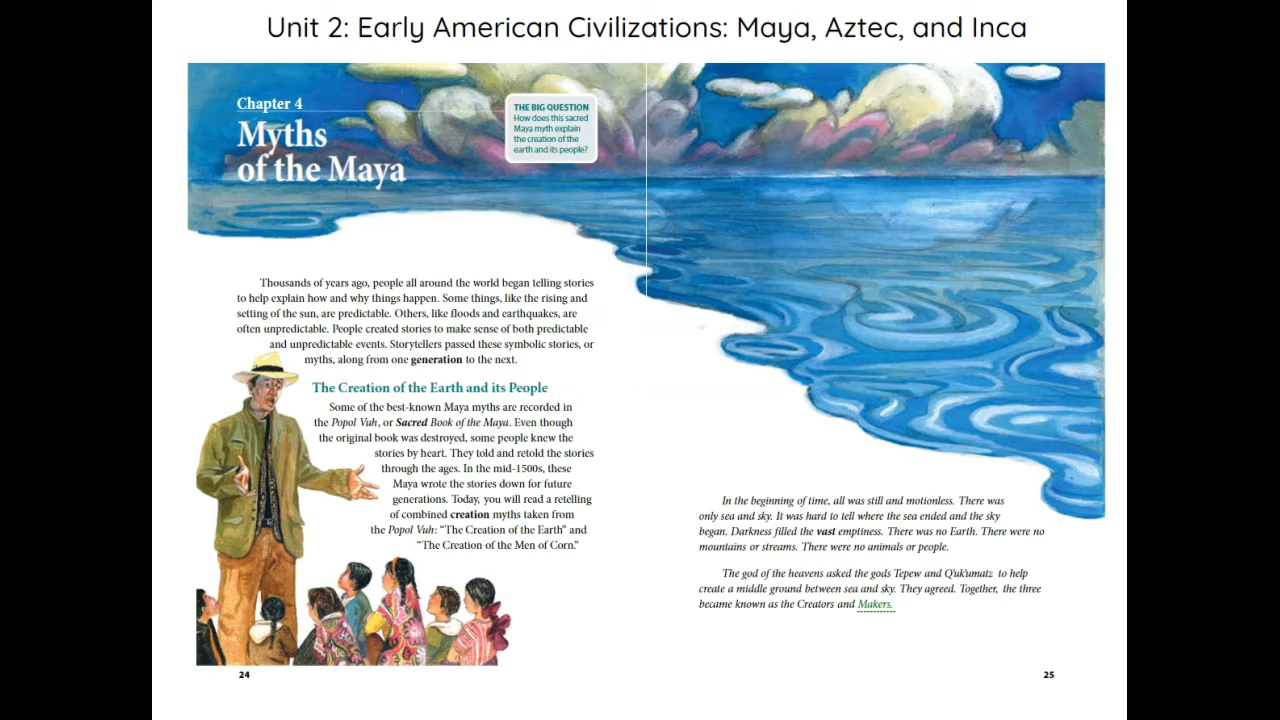 Unit 2: Early American Civilizations: Maya, Aztec, and Inca
Chapter 4
Myths
of the Maya
THE BIG QUESTION
How does this sacred
Maya myth explain
the creation of the
earth and its people?
Thousands of years ago, people all around the world began telling stories
to help explain how and why things happen. Some things, like the rising and
setting of the sun, are predictable. Others, like floods and earthquakes, are
often unpredictable. People created stories to make sense of both predictable
and unpredictable events. Storytellers passed these symbolic stories, or
myths, along from one generation to the next.
The Creation of the Earth and its People
Some of the best-known Maya myths are recorded in
the Popol Vuh, or Sacred Book of the Maya. Even though
the original book was destroyed, some people knew the
stories by heart. They told and retold the stories
through the ages. In the mid-1500s, these
Maya wrote the stories down for future
generations. Today, you will read a retelling
of combined creation myths taken from
the Popol Vuh: “The Creation of the Earth” and
“The Creation of the Men of Corn.”
24
In the beginning of time, all was still and motionless. There was
only sea and sky. It was hard to tell where the sea ended and the sky
began. Darkness filled the vast emptiness. There was no Earth. There were no
mountains or streams. There were no animals or people.
The god of the heavens asked the gods Tepew and Q'uk'umatz to help
create a middle ground between sea and sky. They agreed. Together, the three
became known as the Creators and Makers.
25